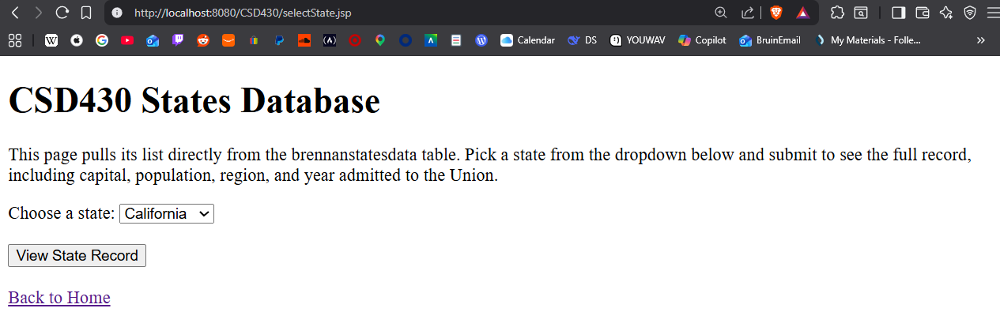 http://localhost:8080/CSD430/selectState.jsp
Calendar DS YOUWAV Copilot BruinEmail My Materials - Folle...
CSD430 States Database
This page pulls its list directly from the brennanstatesdata table. Pick a state from the dropdown below and submit to see the full record,
including capital, population, region, and year admitted to the Union.
Choose a state: California
View State Record
Back to Home